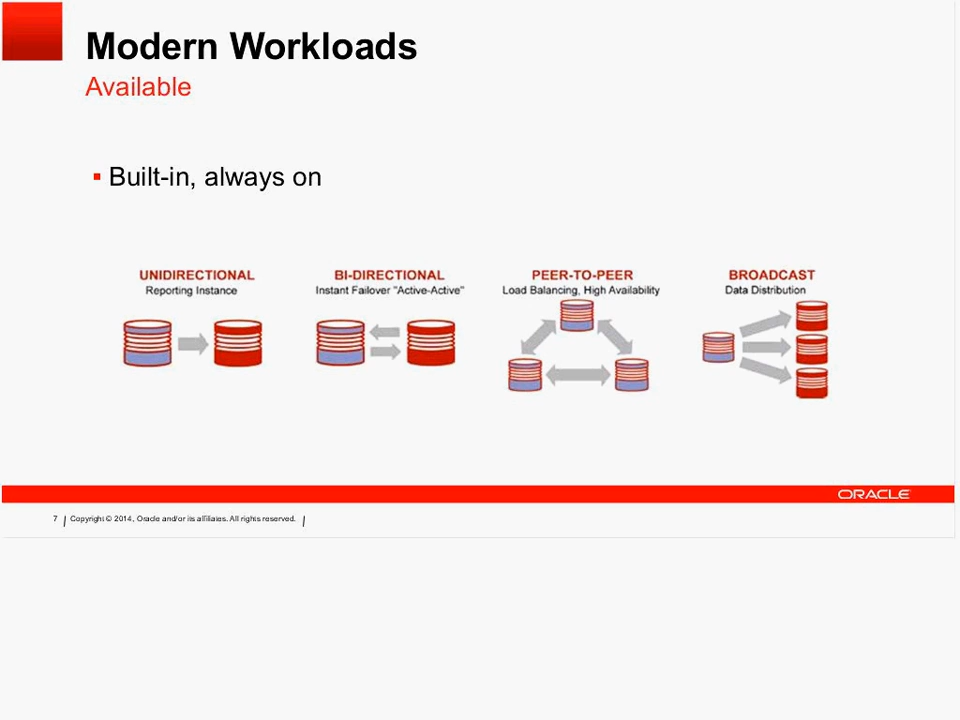 Modern Workloads
Available
▪ Built-in, always on
UNIDIRECTIONAL
Reporting Instance
BI-DIRECTIONAL
Instant Failover "Active-Active"
PEER-TO-PEER
Load Balancing, High Availability
BROADCAST
Data Distribution
ORACLE
7 | Copyright © 2014, Oracle and/or its affiliates. All rights reserved. |